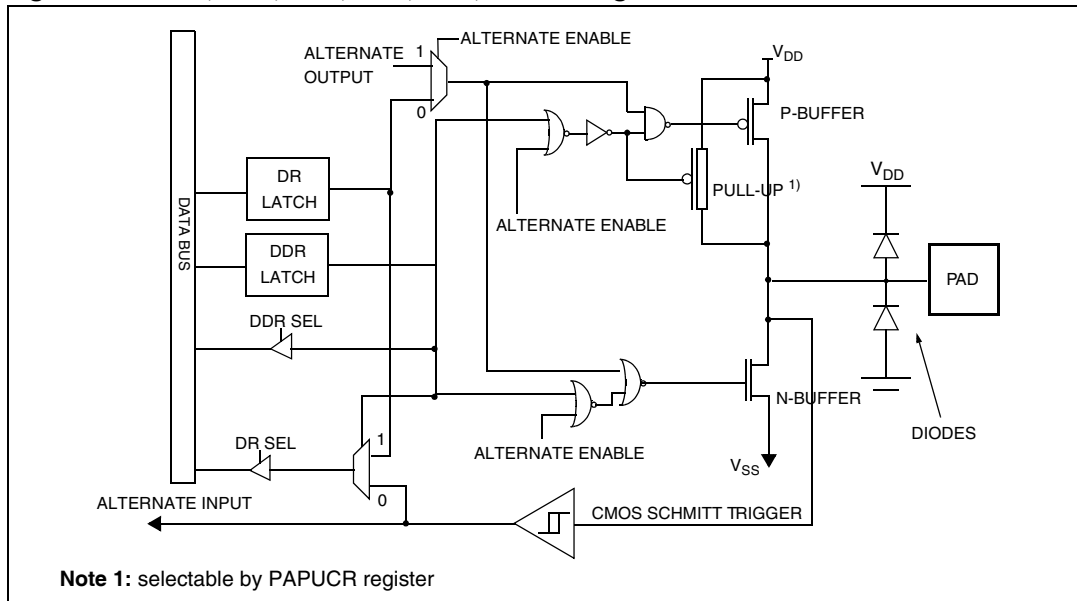 ALTERNATE ENABLE
ALTERNATE
OUTPUT
1
0
VDD
P-BUFFER
DR
LATCH
PULL-UP 1)
VDD
ALTERNATE ENABLE
DATA BUS
DDR
LATCH
PAD
DDR SEL
N-BUFFER
DIODES
DR SEL
1
ALTERNATE ENABLE
VSS
0
ALTERNATE INPUT
CMOS SCHMITT TRIGGER
Note 1: selectable by PAPUCR register